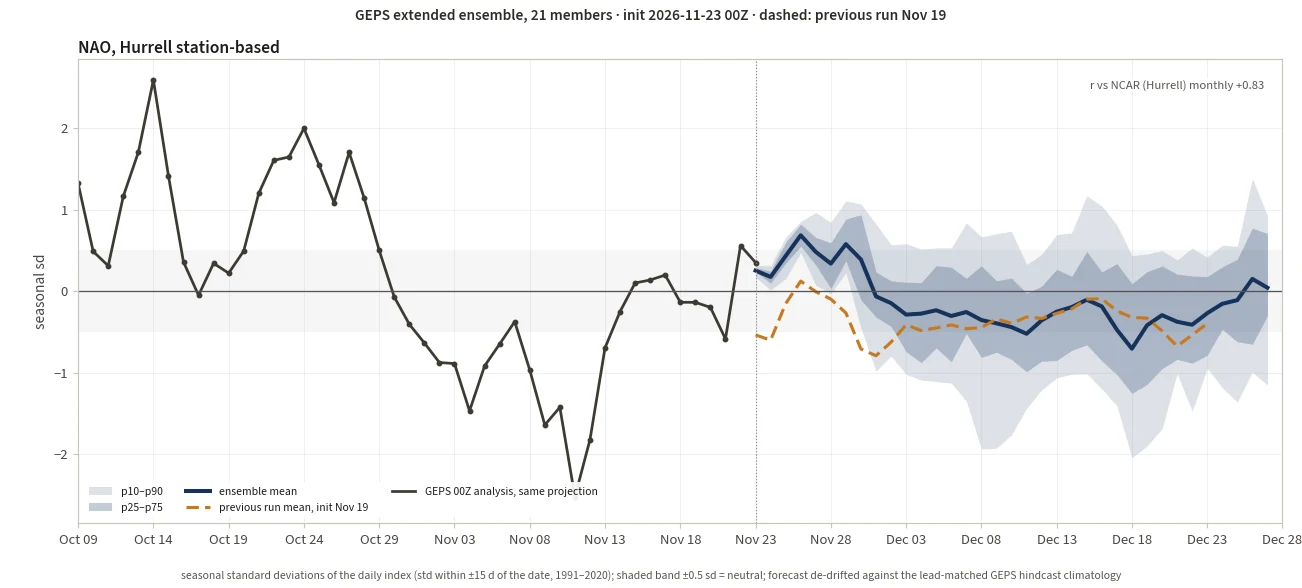 GEPS extended ensemble, 21 members · init 2026-11-23 00Z · dashed: previous run Nov 19
NAO, Hurrell station-based
r vs NCAR (Hurrell) monthly +0.83
seasonal sd
2
1
0
−1
−2
p10–p90
ensemble mean
GEPS 00Z analysis, same projection
p25–p75
previous run mean, init Nov 19
Oct 09 Oct 14 Oct 19 Oct 24 Oct 29 Nov 03 Nov 08 Nov 13 Nov 18 Nov 23 Nov 28 Dec 03 Dec 08 Dec 13 Dec 18 Dec 23 Dec 28
seasonal standard deviations of the daily index (std within ±15 d of the date, 1991–2020); shaded band ±0.5 sd = neutral; forecast de-drifted against the lead-matched GEPS hindcast climatology